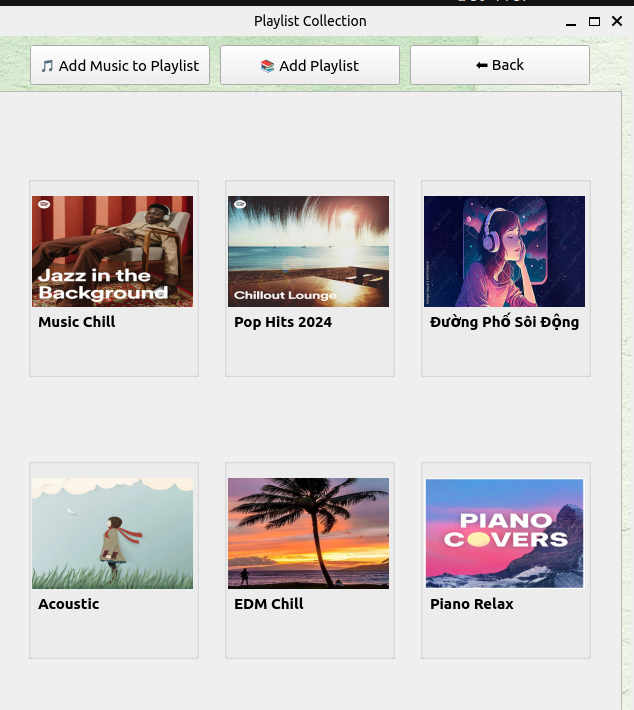 Playlist Collection
🎵 Add Music to Playlist
📚 Add Playlist
⬅ Back
Jazz in the
Background
Music Chill
Chillout Lounge
Pop Hits 2024
Đường Phố Sôi Động
Acoustic
EDM Chill
PIANO
COVERS
Piano Relax